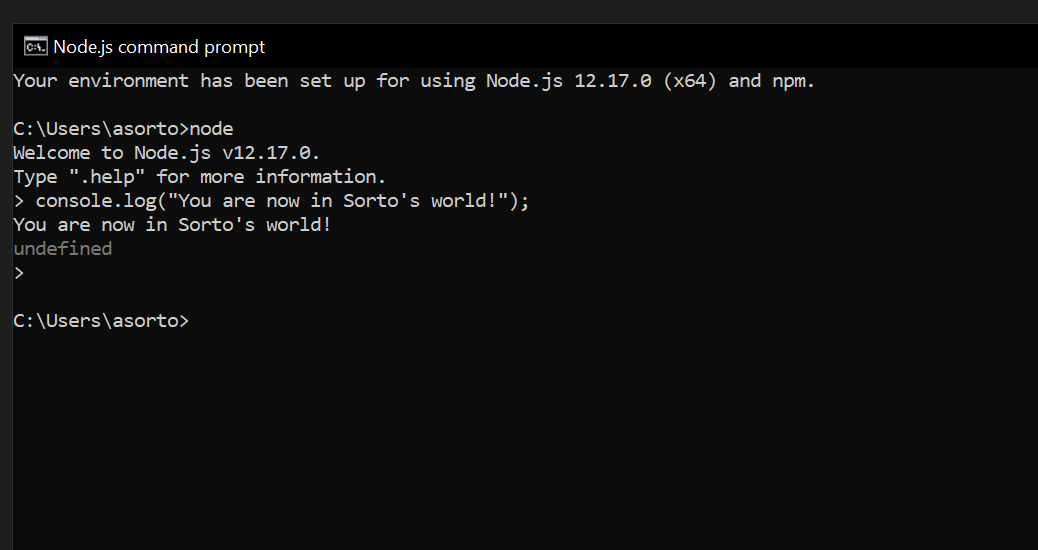 C:\. Node.js command prompt
Your environment has been set up for using Node.js 12.17.0 (x64) and npm.
C:\Users\asorto>node
Welcome to Node.js v12.17.0.
Type ".help" for more information.
> console.log("You are now in Sorto's world!");
You are now in Sorto's world!
undefined
>
C:\Users\asorto>